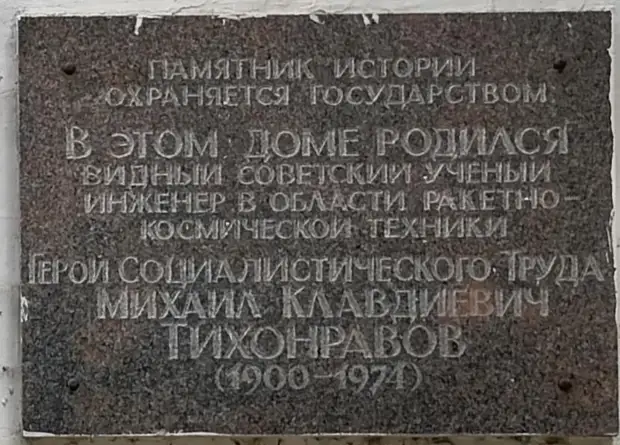 ПАМЯТНИК ИСТОРИИ
ОХРАНЯЕТСЯ ГОСУДАРСТВОМ
В ЭТОМ ДОМЕ РОДИЛСЯ
ВИДНЫЙ СОВЕТСКИЙ УЧЕНЫЙ
ИНЖЕНЕР В ОБЛАСТИ РАКЕТНО-
КОСМИЧЕСКОЙ ТЕХНИКИ
ГЕРОЙ СОЦИАЛИСТИЧЕСКОГО ТРУДА
МИХАИЛ КЛАВДИЕВИЧ
ТИХОНРАВОВ
(1900-1974)